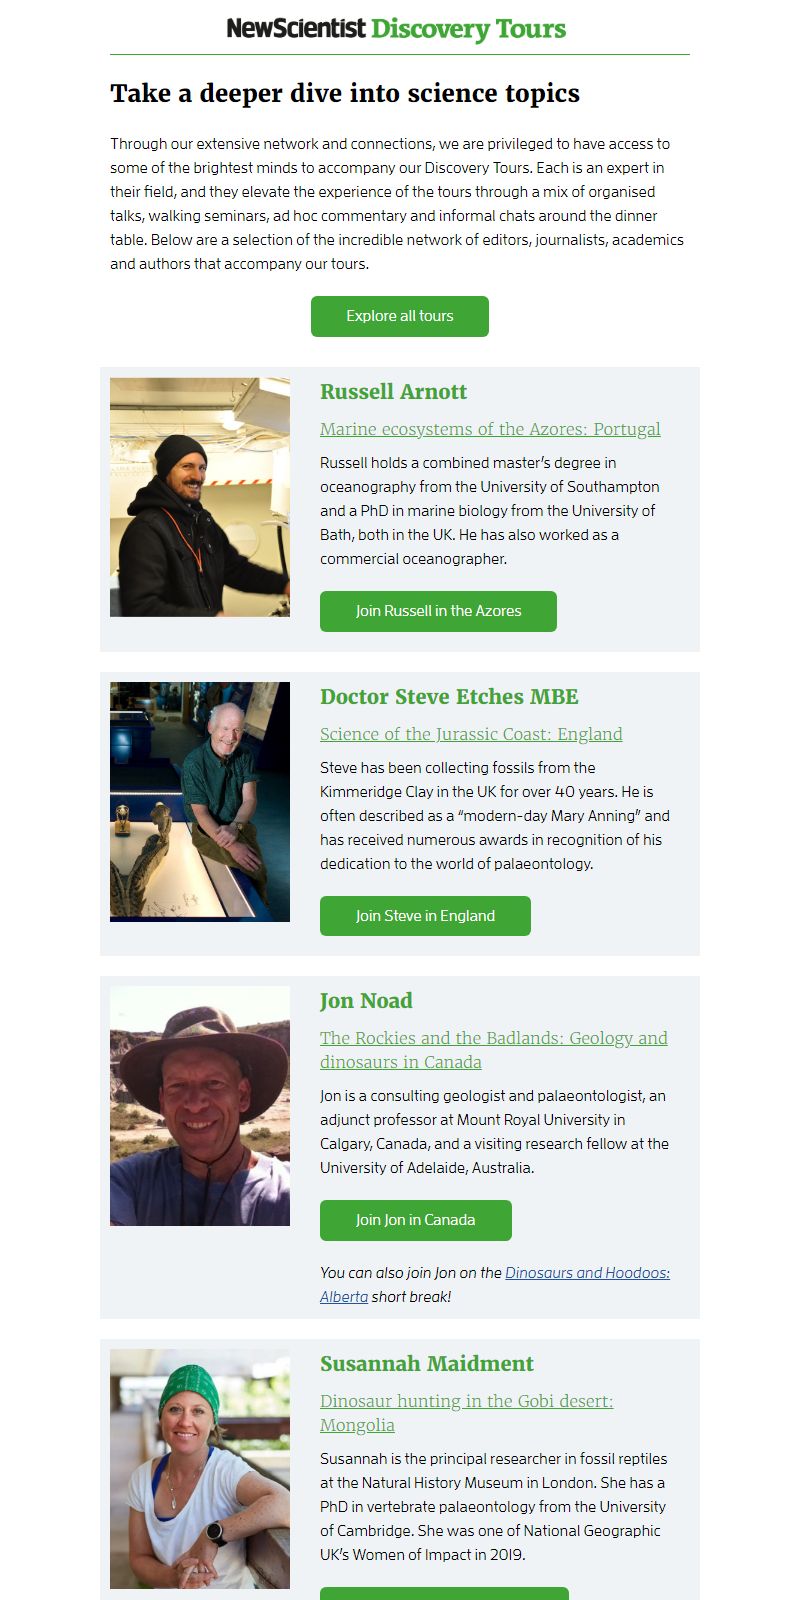 NewScientist Discovery Tours
Take a deeper dive into science topics
Through our extensive network and connections, we are privileged to have access to
some of the brightest minds to accompany our Discovery Tours. Each is an expert in
their field, and they elevate the experience of the tours through a mix of organised
talks, walking seminars, ad hoc commentary and informal chats around the dinner
table. Below are a selection of the incredible network of editors, journalists, academics
and authors that accompany our tours.
Explore all tours
Russell Arnott
Marine ecosystems of the Azores: Portugal
Russell holds a combined master's degree in
oceanography from the University of Southampton
and a PhD in marine biology from the University of
Bath, both in the UK. He has also worked as a
commercial oceanographer.
Join Russell in the Azores
Doctor Steve Etches MBE
Science of the Jurassic Coast: England
Steve has been collecting fossils from the
Kimmeridge Clay in the UK for over 40 years. He is
often described as a “modern-day Mary Anning” and
has received numerous awards in recognition of his
dedication to the world of palaeontology.
Join Steve in England
Jon Noad
The Rockies and the Badlands: Geology and
dinosaurs in Canada
Jon is a consulting geologist and palaeontologist, an
adjunct professor at Mount Royal University in
Calgary, Canada, and a visiting research fellow at the
University of Adelaide, Australia.
Join Jon in Canada
You can also join Jon on the Dinosaurs and Hoodoos:
Alberta short break!
Susannah Maidment
Dinosaur hunting in the Gobi desert:
Mongolia
Susannah is the principal researcher in fossil reptiles
at the Natural History Museum in London. She has a
PhD in vertebrate palaeontology from the University
of Cambridge. She was one of National Geographic
UK's Women of Impact in 2019.